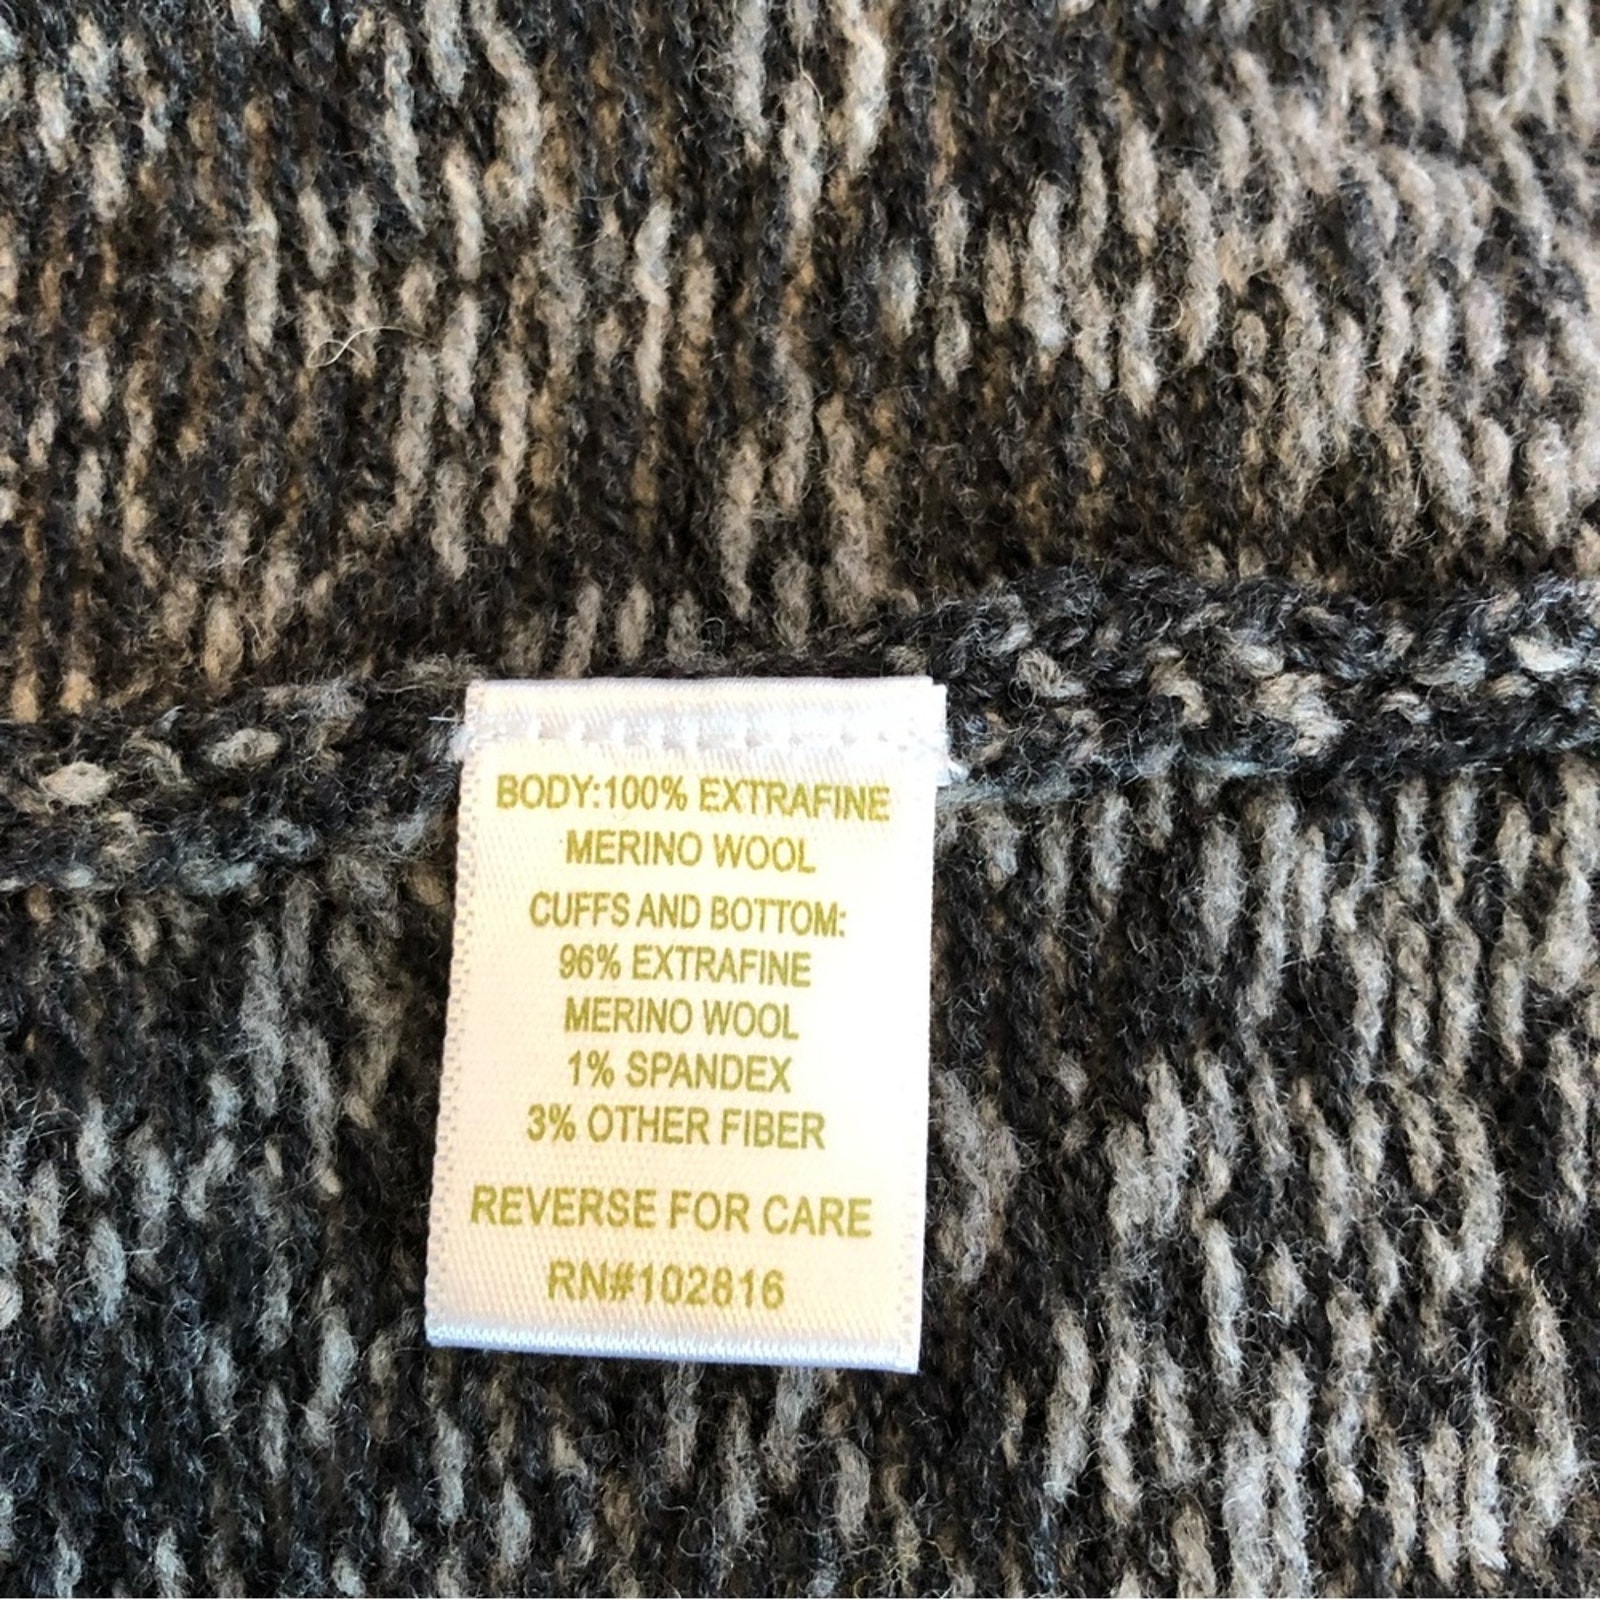 BODY:100% EXTRAFINE
MERINO WOOL
CUFFS AND BOTTOM:
96% EXTRAFINE
MERINO WOOL
1% SPANDEX
3% OTHER FIBER
REVERSE FOR CARE
RN#102816